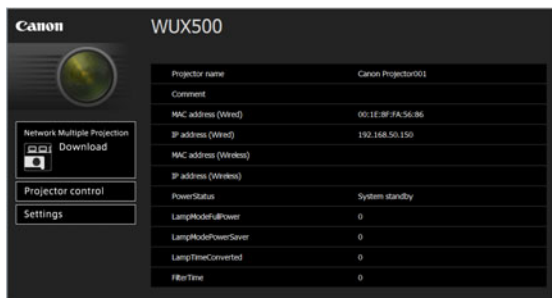 Canon
WUX500
Network Multiple Projection
Download
Projector control
Settings
Projector name Canon Projector001
Comment
MAC address (Wired) 00:1E:8F:FA:56:86
IP address (Wired) 192.168.50.150
MAC address (Wireless)
IP address (Wireless)
PowerStatus System standby
LampModeFullPower 0
LampModePowerSaver 0
LampTimeConverted 0
FilterTime 0